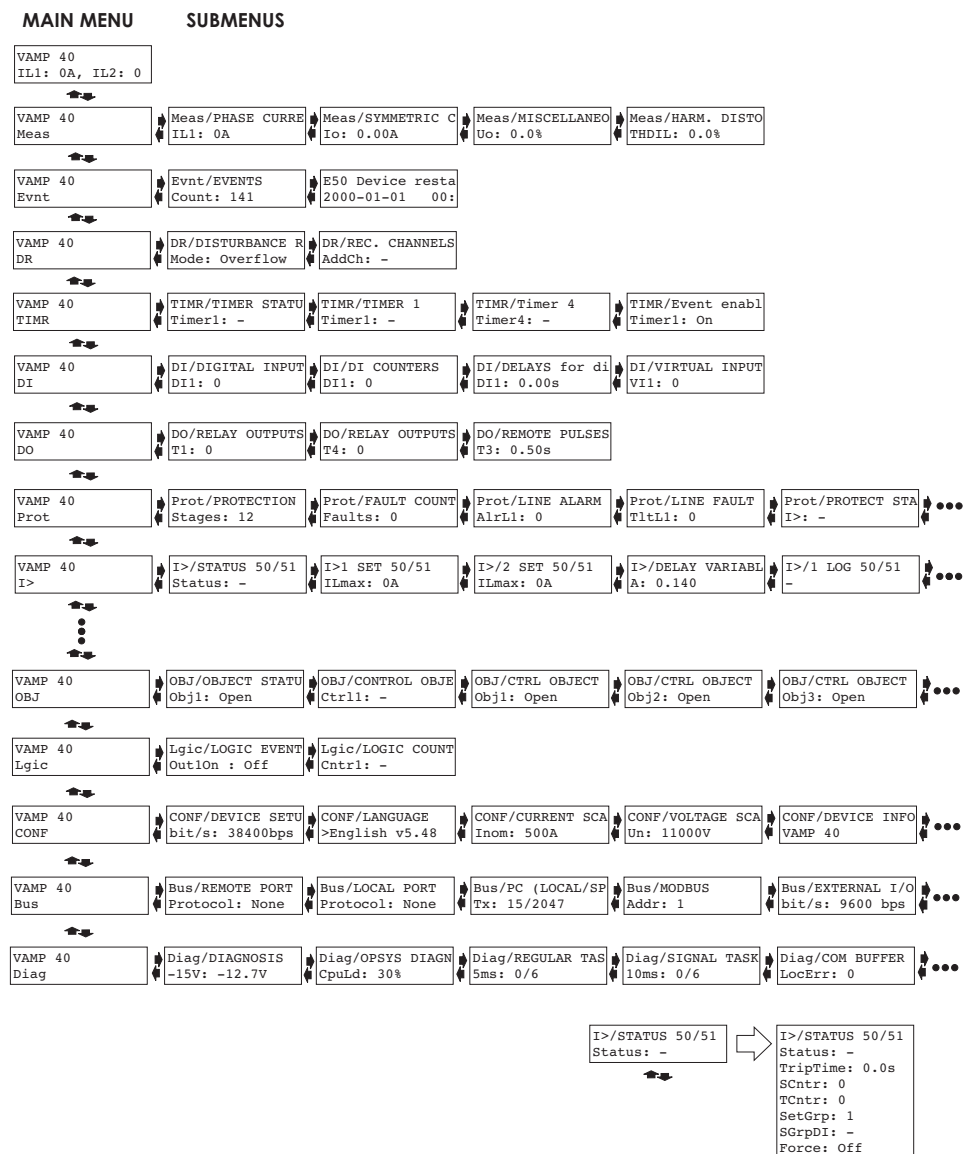 MAIN MENU SUBMENUS
VAMP 40
IL1: 0A, IL2: 0
VAMP 40
Meas
Meas/PHASE CURRE
IL1: 0A
Meas/SYMMETRIC C
Io: 0.00A
Meas/MISCELLANEO
Uo: 0.0%
Meas/HARM. DISTO
THDIL: 0.0%
VAMP 40
Evnt
Evnt/EVENTS
Count: 141
E50 Device resta
2000-01-01 00:
VAMP 40
DR
DR/DISTURBANCE R
Mode: Overflow
DR/REC. CHANNELS
AddCh: -
VAMP 40
TIMR
TIMR/TIMER STATU
Timer1: -
TIMR/TIMER 1
Timer1: -
TIMR/Timer 4
Timer4: -
TIMR/Event enabl
Timer1: On
VAMP 40
DI
DI/DIGITAL INPUT
DI1: 0
DI/DI COUNTERS
DI1: 0
DI/DELAYS for di
DI1: 0.00s
DI/VIRTUAL INPUT
VI1: 0
VAMP 40
DO
DO/RELAY OUTPUTS
T1: 0
DO/RELAY OUTPUTS
T4: 0
DO/REMOTE PULSES
T3: 0.50s
VAMP 40
Prot
Prot/PROTECTION
Stages: 12
Prot/FAULT COUNT
Faults: 0
Prot/LINE ALARM
AlrL1: 0
Prot/LINE FAULT
TltL1: 0
Prot/PROTECT STA
I>: -
VAMP 40
I>
I>/STATUS 50/51
Status: -
I>1 SET 50/51
ILmax: 0A
I>/2 SET 50/51
ILmax: 0A
I>/DELAY VARIABL
A: 0.140
I>/1 LOG 50/51
-
VAMP 40
OBJ
OBJ/OBJECT STATU
Obj1: Open
OBJ/CONTROL OBJE
Ctrl1: -
OBJ/CTRL OBJECT
Obj1: Open
OBJ/CTRL OBJECT
Obj2: Open
OBJ/CTRL OBJECT
Obj3: Open
VAMP 40
Lgic
Lgic/LOGIC EVENT
Out1On : Off
Lgic/LOGIC COUNT
Cntr1: -
VAMP 40
CONF
CONF/DEVICE SETU
bit/s: 38400bps
CONF/LANGUAGE
>English v5.48
CONF/CURRENT SCA
Inom: 500A
CONF/VOLTAGE SCA
Un: 11000V
CONF/DEVICE INFO
VAMP 40
VAMP 40
Bus
Bus/REMOTE PORT
Protocol: None
Bus/LOCAL PORT
Protocol: None
Bus/PC (LOCAL/SP
Tx: 15/2047
Bus/MODBUS
Addr: 1
Bus/EXTERNAL I/O
bit/s: 9600 bps
VAMP 40
Diag
Diag/DIAGNOSIS
-15V: -12.7V
Diag/OPSYS DIAGN
CpuLd: 30%
Diag/REGULAR TAS
5ms: 0/6
Diag/SIGNAL TASK
10ms: 0/6
Diag/COM BUFFER
LocErr: 0
I>/STATUS 50/51
Status: -
I>/STATUS 50/51
Status: -
TripTime: 0.0s
SCntr: 0
TCntr: 0
SetGrp: 1
SGrpDI: -
Force: Off